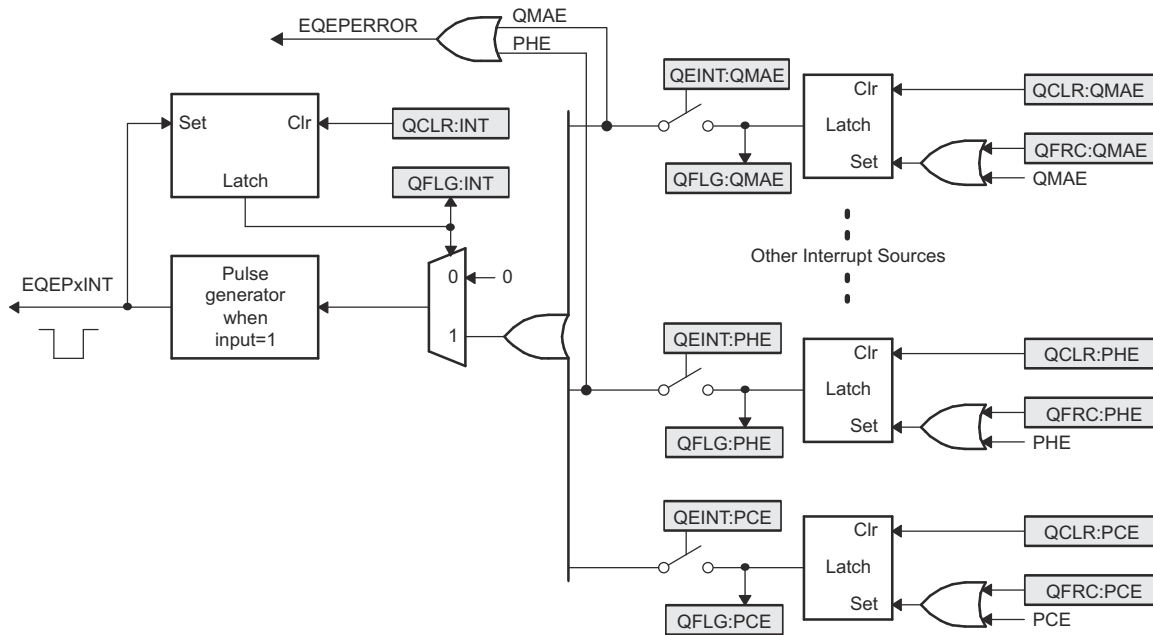 EQEPERROR
QMAE
PHE
Set
Clr
Latch
QCLR:INT
QFLG:INT
EQEPxINT
Pulse
generator
when
input=1
0
0
1
QEINT:QMAE
QFLG:QMAE
Clr
Latch
Set
QCLR:QMAE
QFRC:QMAE
QMAE
Other Interrupt Sources
QEINT:PHE
QFLG:PHE
Clr
Latch
Set
QCLR:PHE
QFRC:PHE
PHE
QEINT:PCE
QFLG:PCE
Clr
Latch
Set
QCLR:PCE
QFRC:PCE
PCE